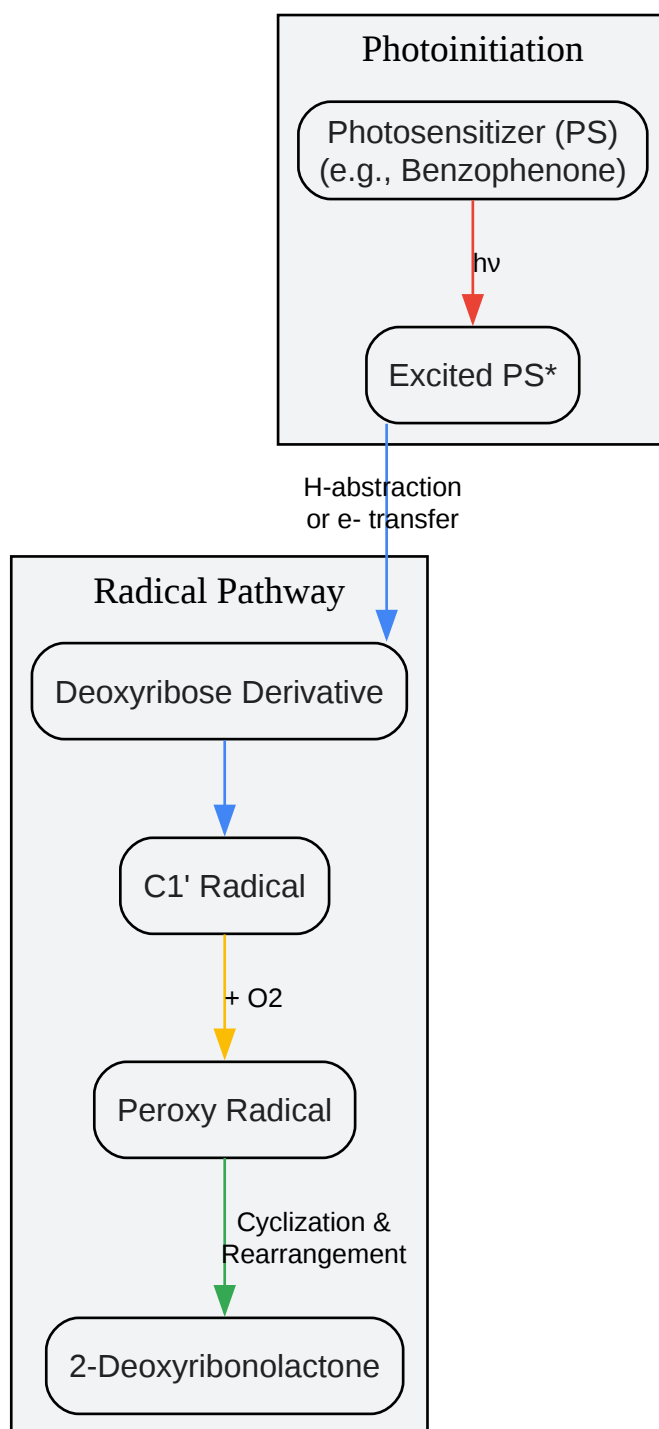 Photoinitiation
Photosensitizer (PS)
(e.g., Benzophenone)
hν
Excited PS*
H-abstraction
or e- transfer
Radical Pathway
Deoxyribose Derivative
C1' Radical
+ O2
Peroxy Radical
Cyclization &
Rearrangement
2-Deoxyribonolactone